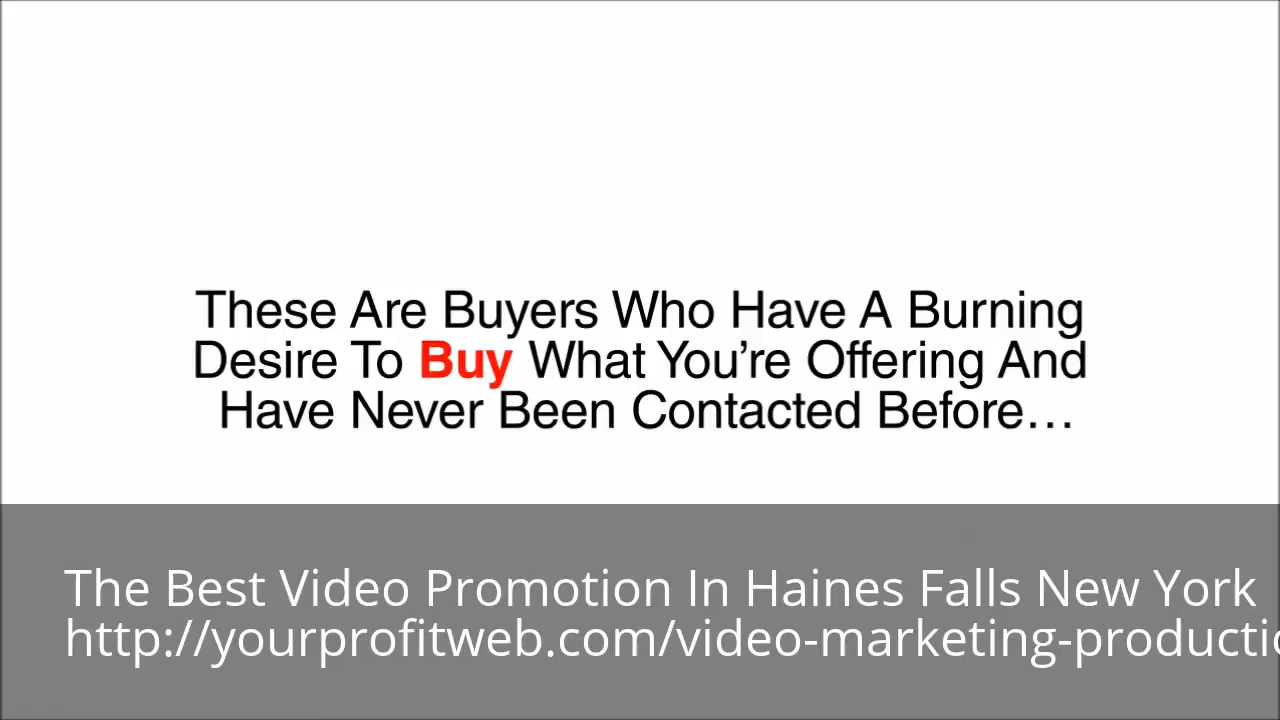 These Are Buyers Who Have A Burning
Desire To Buy What You’re Offering And
Have Never Been Contacted Before…
The Best Video Promotion In Haines Falls New York
http://yourprofitweb.com/video-marketing-productio